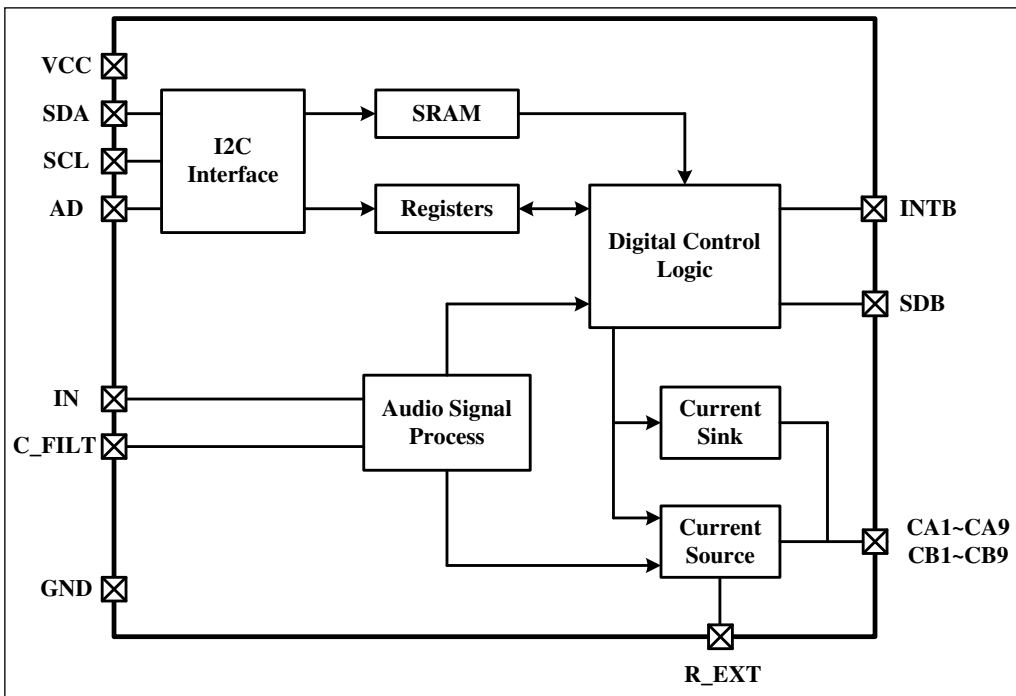 VCC
SDA
SCL
AD
I2C
Interface
SRAM
Registers
Digital Control
Logic
INTB
SDB
IN
C_FILT
Audio Signal
Process
Current
Sink
Current
Source
CA1~CA9
CB1~CB9
GND
R_EXT